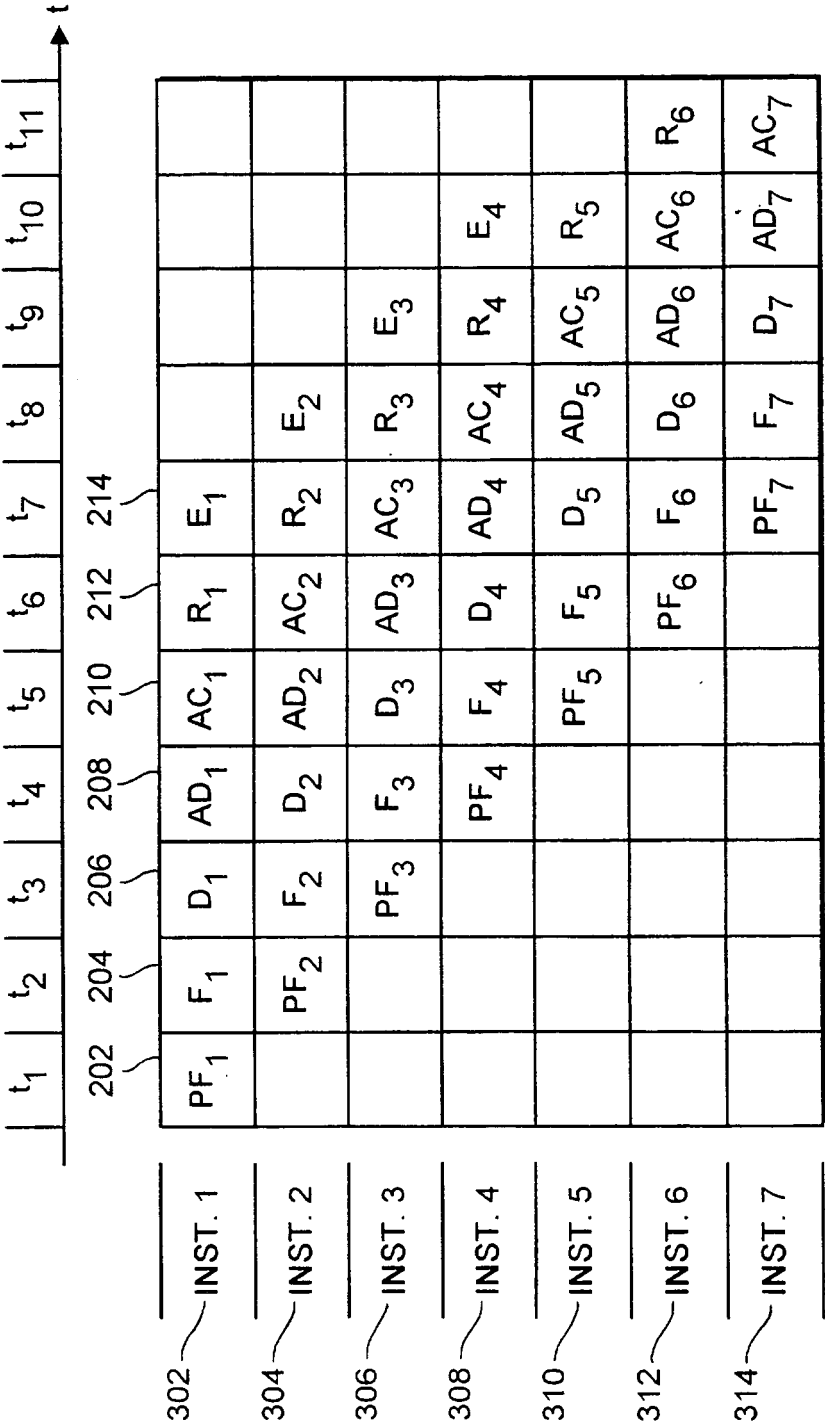 t1 t2 t3 t4 t5 t6 t7 t8 t9 t10 t11 t
202 204 206 208 210 212 214
302 INST. 1 PF1 F1 D1 AD1 AC1 R1 E1
304 INST. 2 PF2 F2 D2 AD2 AC2 R2 E2
306 INST. 3 PF3 F3 D3 AD3 AC3 R3 E3
308 INST. 4 PF4 F4 D4 AD4 AC4 R4 E4
310 INST. 5 PF5 F5 D5 AD5 AC5 R5
312 INST. 6 PF6 F6 D6 AD6 AC6 R6
314 INST. 7 PF7 F7 D7 AD7 AC7